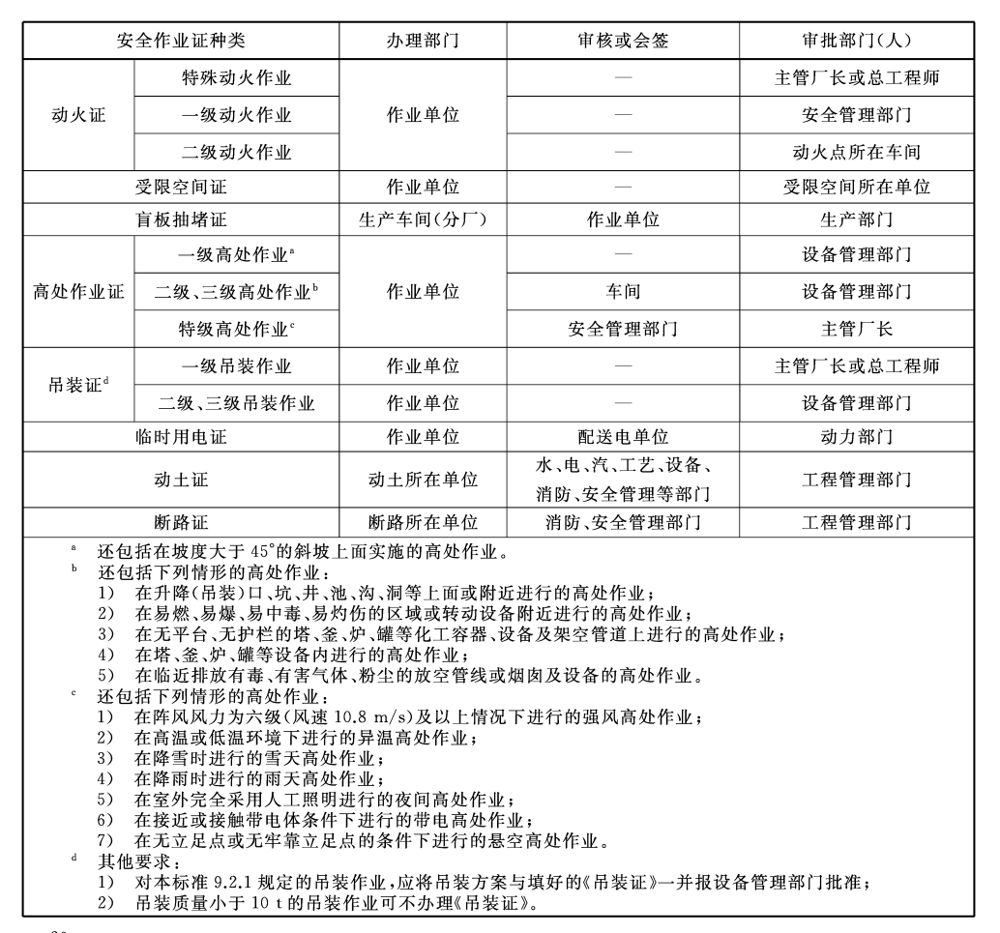 安全作业证种类 办理部门 审核或会签 审批部门(人)
动火证 特殊动火作业 作业单位 — 主管厂长或总工程师
一级动火作业 — 安全管理部门
二级动火作业 — 动火点所在车间
受限空间证 作业单位 — 受限空间所在单位
盲板抽堵证 生产车间(分厂) 作业单位 生产部门
高处作业证 一级高处作业a 作业单位 — 设备管理部门
二级、三级高处作业b 车间 设备管理部门
特级高处作业c 安全管理部门 主管厂长
吊装证d 一级吊装作业 作业单位 — 主管厂长或总工程师
二级、三级吊装作业 作业单位 — 设备管理部门
临时用电证 作业单位 配送电单位 动力部门
动土证 动土所在单位 水、电、汽、工艺、设备、
消防、安全管理等部门 工程管理部门
断路证 断路所在单位 消防、安全管理部门 工程管理部门
a 还包括在坡度大于 45°的斜坡上面实施的高处作业。
b 还包括下列情形的高处作业:
1) 在升降(吊装)口、坑、井、池、沟、洞等上面或附近进行的高处作业;
2) 在易燃、易爆、易中毒、易灼伤的区域或转动设备附近进行的高处作业;
3) 在无平台、无护栏的塔、釜、炉、罐等化工容器、设备及架空管道上进行的高处作业;
4) 在塔、釜、炉、罐等设备内进行的高处作业;
5) 在临近排放有毒、有害气体、粉尘的放空管线或烟囱及设备的高处作业。
c 还包括下列情形的高处作业:
1) 在阵风风力为六级(风速 10.8 m/s)及以上情况下进行的强风高处作业;
2) 在高温或低温环境下进行的异温高处作业;
3) 在降雪时进行的雪天高处作业;
4) 在降雨时进行的雨天高处作业;
5) 在室外完全采用人工照明进行的夜间高处作业;
6) 在接近或接触带电体条件下进行的带电高处作业;
7) 在无立足点或无牢靠立足点的条件下进行的悬空高处作业。
d 其他要求:
1) 对本标准 9.2.1 规定的吊装作业,应将吊装方案与填好的《吊装证》一并报设备管理部门批准;
2) 吊装质量小于 10 t 的吊装作业可不办理《吊装证》。